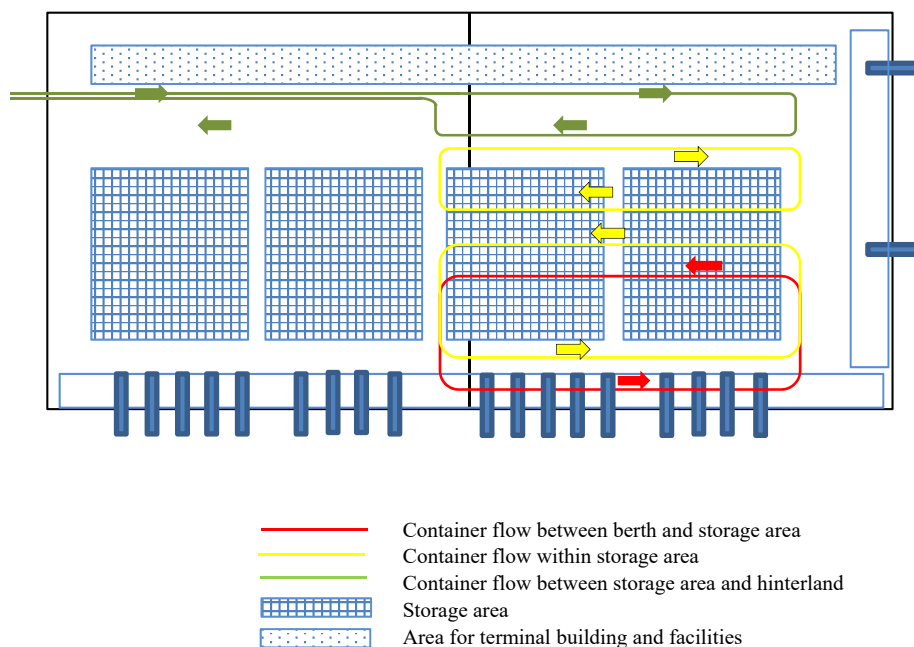 Container flow between berth and storage area
Container flow within storage area
Container flow between storage area and hinterland
Storage area
Area for terminal building and facilities